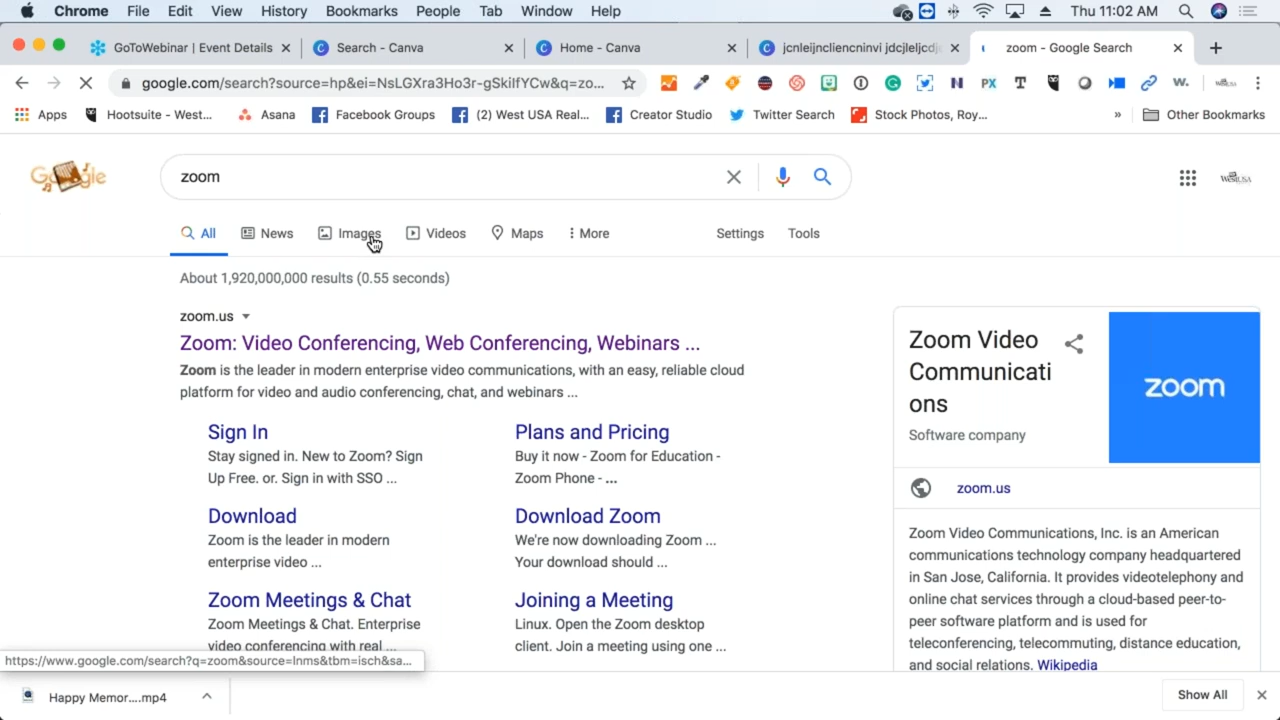 Chrome File Edit View History Bookmarks People Tab Window Help Thu 11:02 AM
GoToWebinar | Event Details Search - Canva Home - Canva jcnleijncliencninvi jdcjleljcdj zoom - Google Search
google.com/search?source=hp&ei=NsLGXra3Ho3r-gSkiIfYCw&q=zo...
Apps Hootsuite - West... Asana Facebook Groups (2) West USA Real... Creator Studio Twitter Search Stock Photos, Roy... » Other Bookmarks
Google zoom
All News Images Videos Maps More Settings Tools
About 1,920,000,000 results (0.55 seconds)
zoom.us
Zoom: Video Conferencing, Web Conferencing, Webinars ...
Zoom is the leader in modern enterprise video communications, with an easy, reliable cloud
platform for video and audio conferencing, chat, and webinars ...
Sign In
Stay signed in. New to Zoom? Sign
Up Free. or. Sign in with SSO ...
Plans and Pricing
Buy it now - Zoom for Education -
Zoom Phone - ...
Download
Zoom is the leader in modern
enterprise video ...
Download Zoom
We're now downloading Zoom ...
Your download should ...
Zoom Meetings & Chat
Zoom Meetings & Chat. Enterprise
video conferencing with real ...
Joining a Meeting
Linux. Open the Zoom desktop
client. Join a meeting using one ...
Zoom Video
Communicati
ons
Software company
zoom
zoom.us
Zoom Video Communications, Inc. is an American
communications technology company headquartered
in San Jose, California. It provides videotelephony and
online chat services through a cloud-based peer-to-
peer software platform and is used for
teleconferencing, telecommuting, distance education,
and social relations. Wikipedia
https://www.google.com/search?q=zoom&source=lnms&tbm=isch&sa...
Happy Memor....mp4 Show All